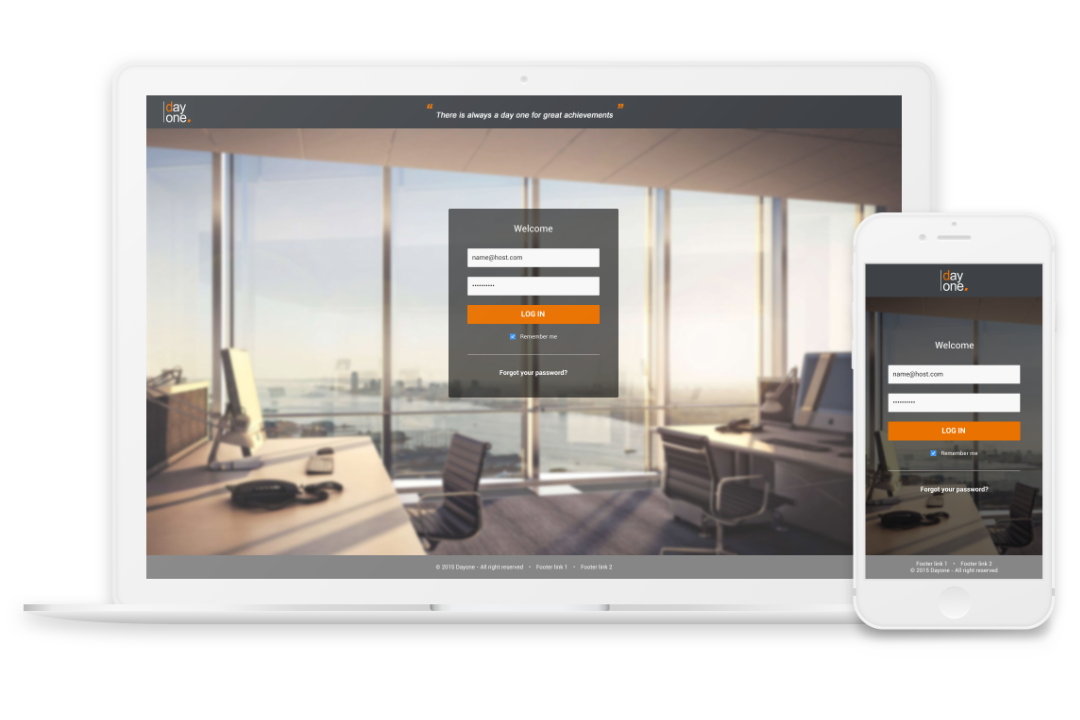 day
one.
“ There is always a day one for great achievements ”
Welcome
name@host.com
••••••••••
LOG IN
Remember me
Forgot your password?
© 2015 Dayone - All right reserved • Footer link 1 • Footer link 2
day
one.
Welcome
name@host.com
••••••••••
LOG IN
Remember me
Forgot your password?
Footer link 1 • Footer link 2
© 2015 Dayone - All right reserved